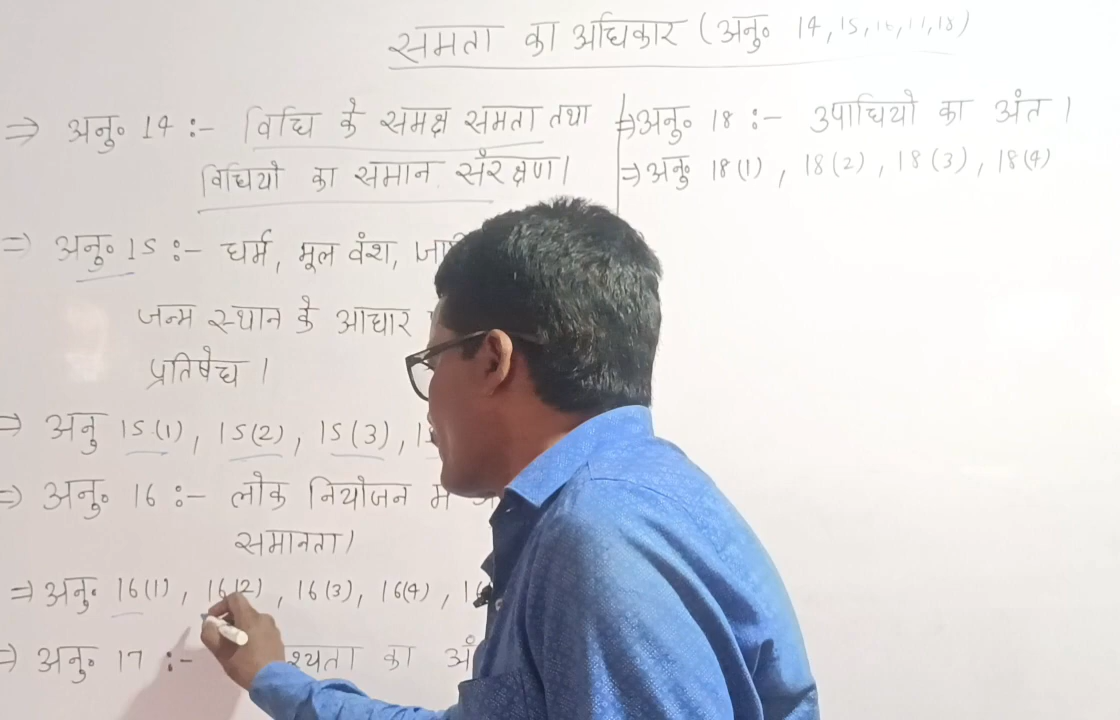 समता का अधिकार (अनु० 14,15,16,17,18)
⇒ अनु० 14 :- विधि के समक्ष समता तथा
विधियो का समान संरक्षण।
⇒ अनु० 15 :- धर्म, मूल वंश,
जन्म स्थान के आधार
प्रतिषेध।
⇒ अनु 15(1), 15(2), 15(3),
⇒ अनु० 16 :- लोक नियोजन में
समानता।
⇒ अनु० 16(1), 16(2), 16(3), 16(4),
⇒ अनु० 17 :- का
⇒ अनु० 18 :- उपाधियो का अंत।
⇒ अनु 18(1), 18(2), 18(3), 18(4)